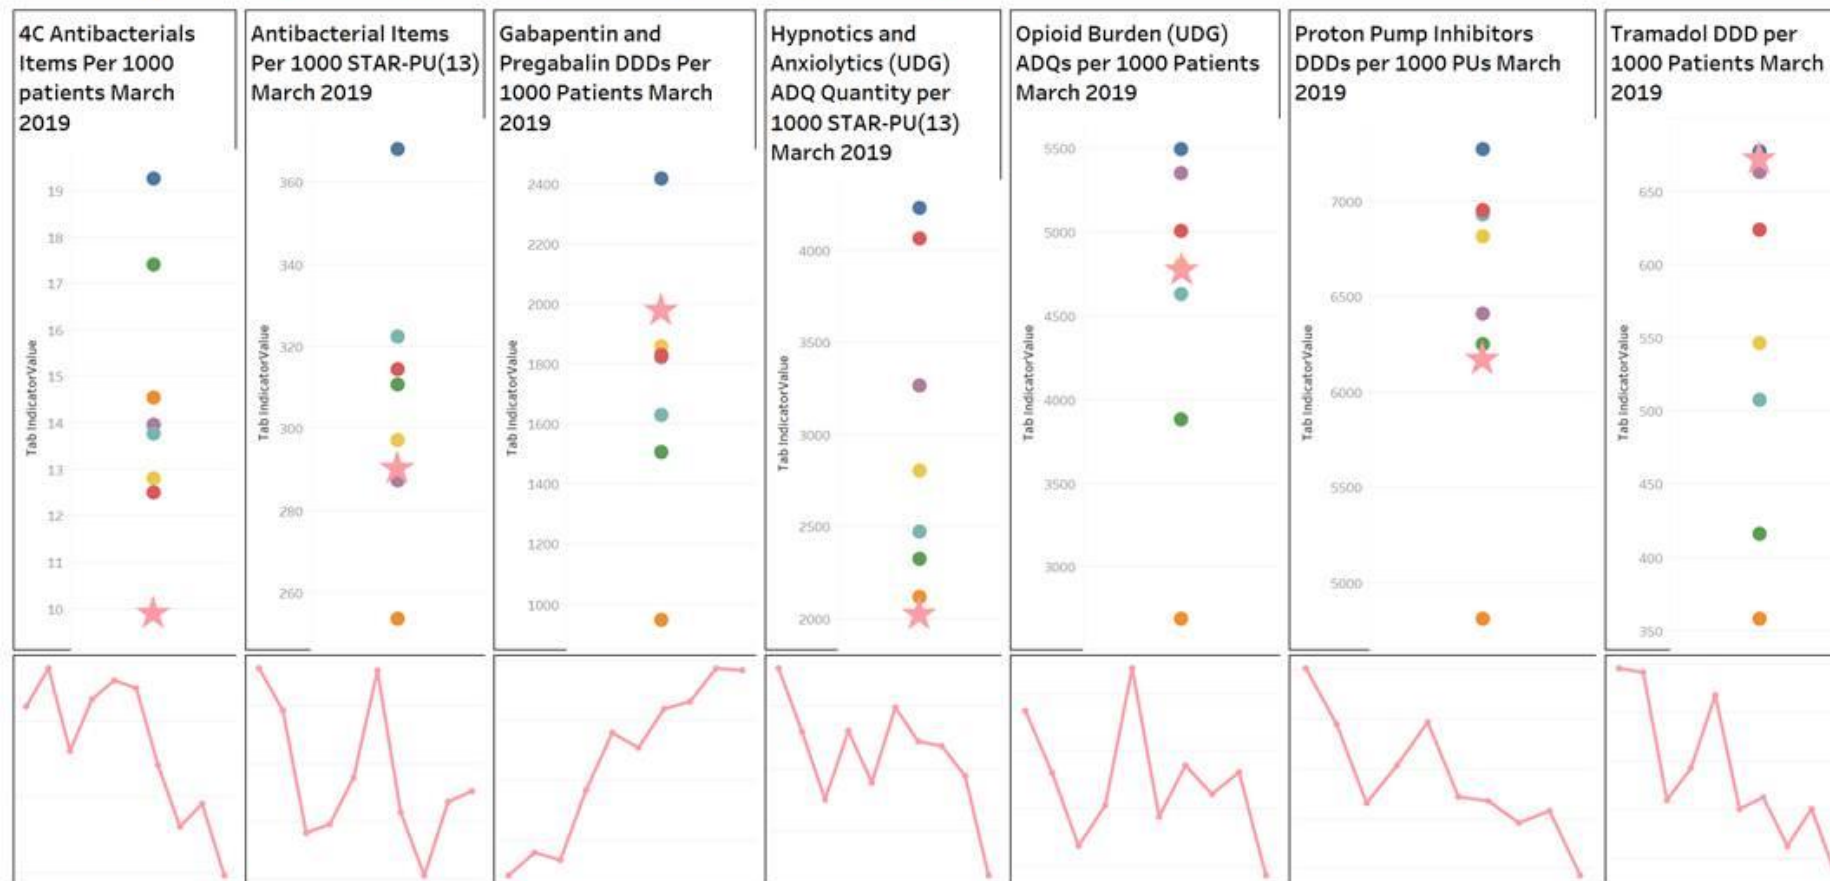 4C Antibacterials
Items Per 1000
patients March
2019
Tab IndicatorValue
19
18
17
16
15
14
13
12
11
10
Antibacterial Items
Per 1000 STAR-PU(13)
March 2019
Tab IndicatorValue
360
340
320
300
280
260
Gabapentin and
Pregabalin DDDs Per
1000 Patients March
2019
Tab IndicatorValue
2400
2200
2000
1800
1600
1400
1200
1000
Hypnotics and
Anxiolytics (UDG)
ADQ Quantity per
1000 STAR-PU(13)
March 2019
Tab IndicatorValue
4000
3500
3000
2500
2000
Opioid Burden (UDG)
ADQs per 1000 Patients
March 2019
Tab IndicatorValue
5500
5000
4500
4000
3500
3000
Proton Pump Inhibitors
DDDs per 1000 PUs March
2019
Tab IndicatorValue
7000
6500
6000
5500
5000
Tramadol DDD per
1000 Patients March
2019
Tab IndicatorValue
650
600
550
500
450
400
350